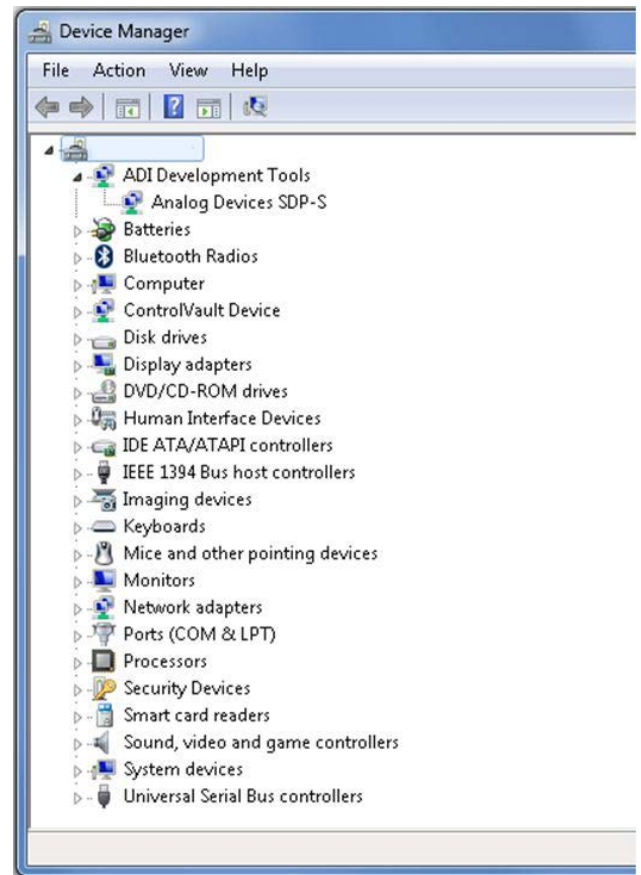 Device Manager
File Action View Help
ADI Development Tools
Analog Devices SDP-S
Batteries
Bluetooth Radios
Computer
ControlVault Device
Disk drives
Display adapters
DVD/CD-ROM drives
Human Interface Devices
IDE ATA/ATAPI controllers
IEEE 1394 Bus host controllers
Imaging devices
Keyboards
Mice and other pointing devices
Monitors
Network adapters
Ports (COM & LPT)
Processors
Security Devices
Smart card readers
Sound, video and game controllers
System devices
Universal Serial Bus controllers